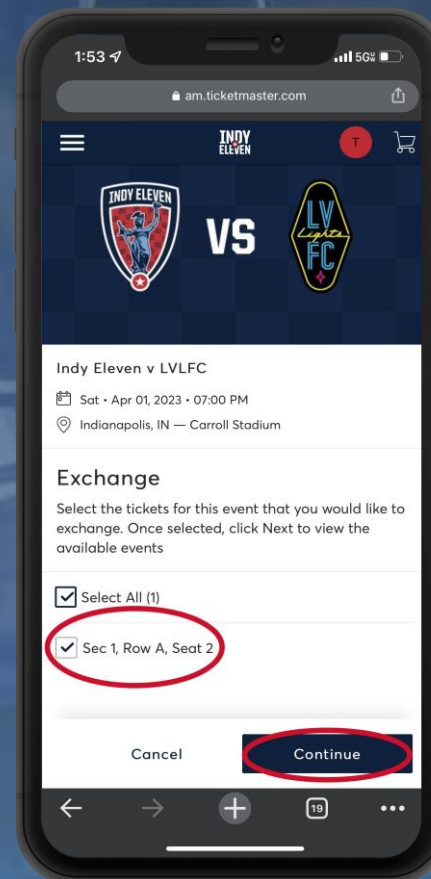 1:53
5G
am.ticketmaster.com
INDY
ELEVEN
T
INDY ELEVEN
VS
LV
Lights
FC
Indy Eleven v LVLFC
Sat • Apr 01, 2023 • 07:00 PM
Indianapolis, IN — Carroll Stadium
Exchange
Select the tickets for this event that you would like to
exchange. Once selected, click Next to view the
available events
Select All (1)
Sec 1, Row A, Seat 2
Cancel
Continue
19